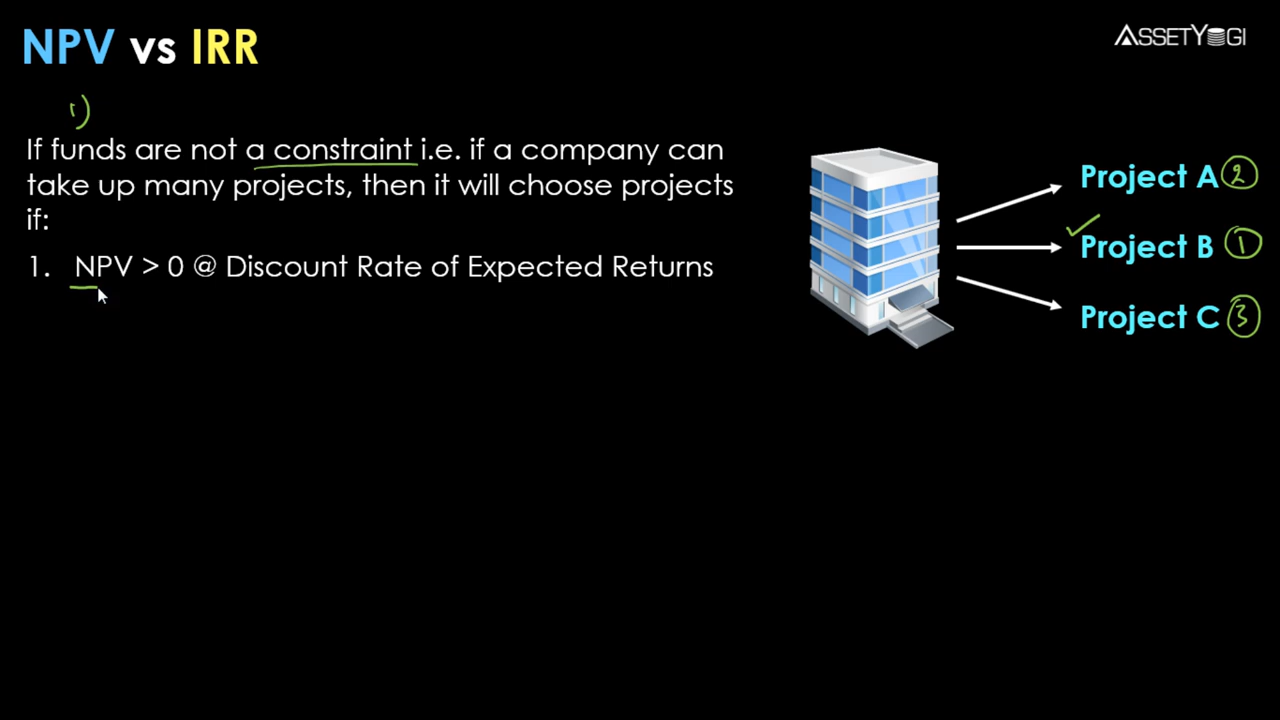 NPV vs IRR
ASSETYOGI
1)
If funds are not a constraint i.e. if a company can
take up many projects, then it will choose projects
if:
1. NPV > 0 @ Discount Rate of Expected Returns
Project A 2
Project B 1
Project C 3